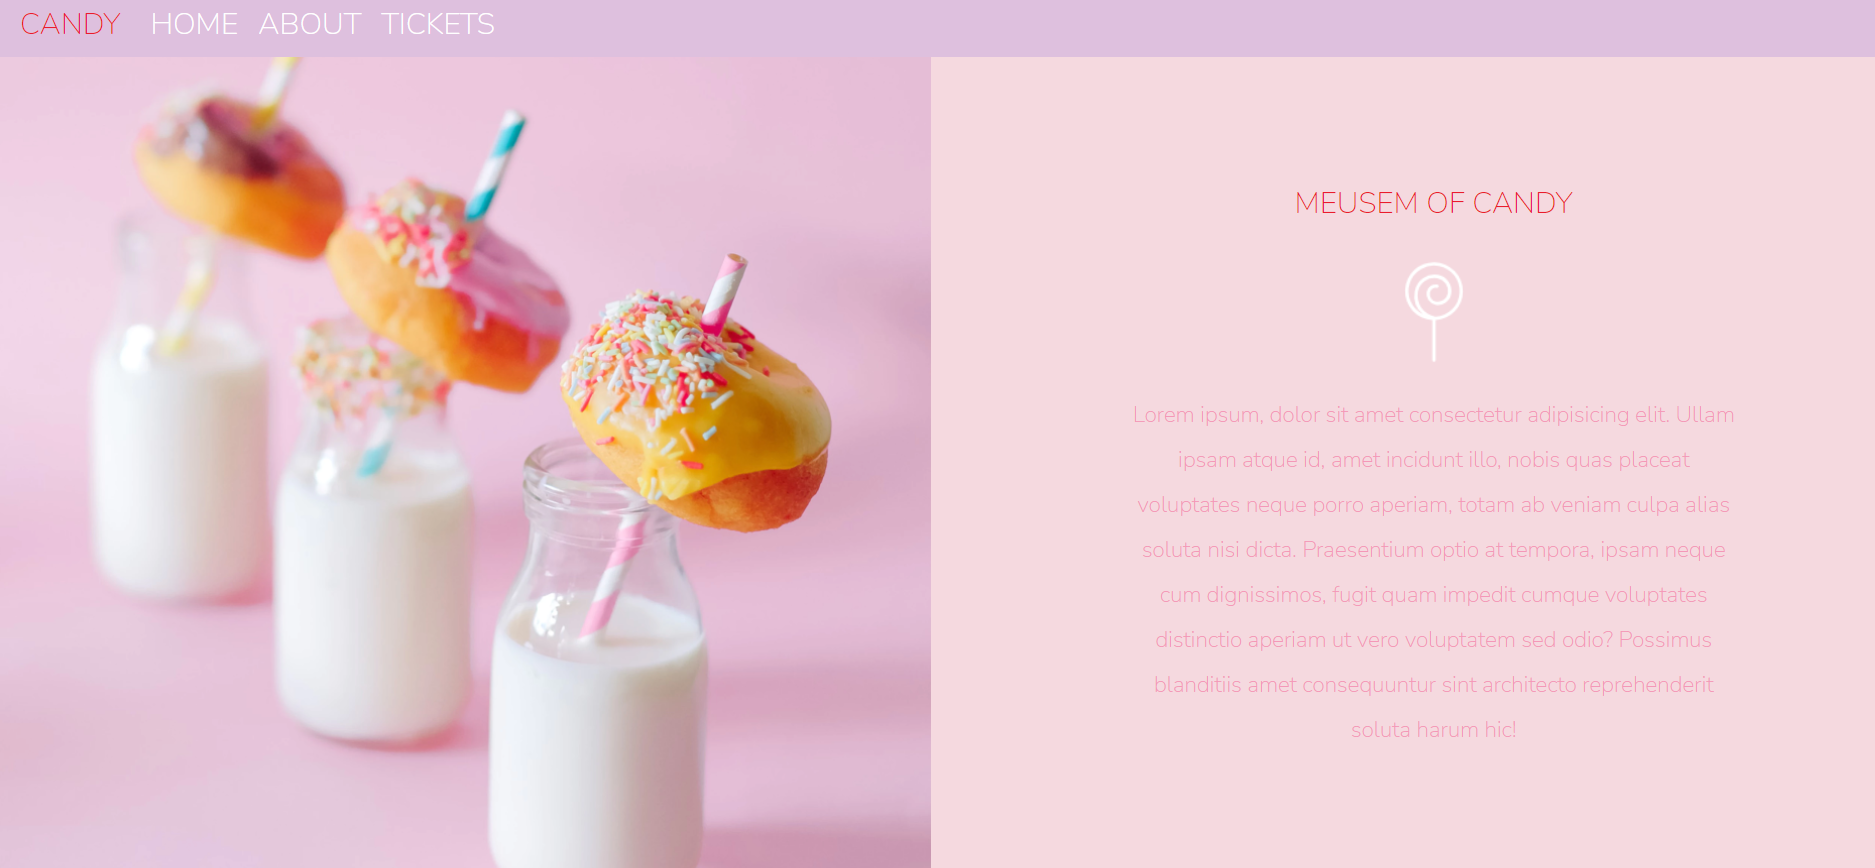 CANDY HOME ABOUT TICKETS
MEUSEM OF CANDY
Lorem ipsum, dolor sit amet consectetur adipisicing elit. Ullam
ipsam atque id, amet incidunt illo, nobis quas placeat
voluptates neque porro aperiam, totam ab veniam culpa alias
soluta nisi dicta. Praesentium optio at tempora, ipsam neque
cum dignissimos, fugit quam impedit cumque voluptates
distinctio aperiam ut vero voluptatem sed odio? Possimus
blanditiis amet consequuntur sint architecto reprehenderit
soluta harum hic!